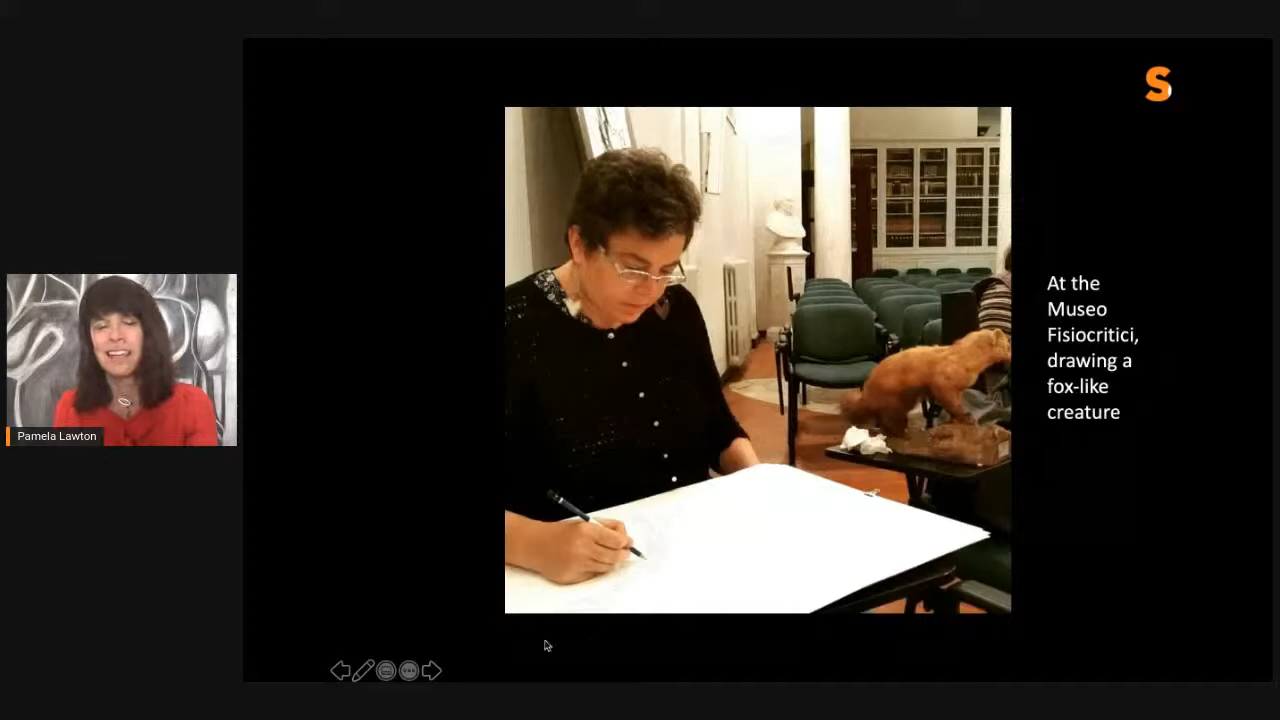 S
Pamela Lawton
At the
Museo
Fisiocritici,
drawing a
fox-like
creature